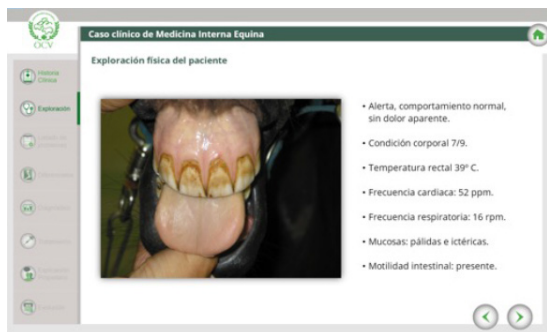 OCV
Caso clínico de Medicina Interna Equina
Exploración física del paciente
Historia
Clínica
Exploración
• Alerta, comportamiento normal,
sin dolor aparente.
• Condición corporal 7/9.
• Temperatura rectal 39º C.
• Frecuencia cardiaca: 52 ppm.
• Frecuencia respiratoria: 16 rpm.
• Mucosas: pálidas e ictéricas.
• Motilidad intestinal: presente.